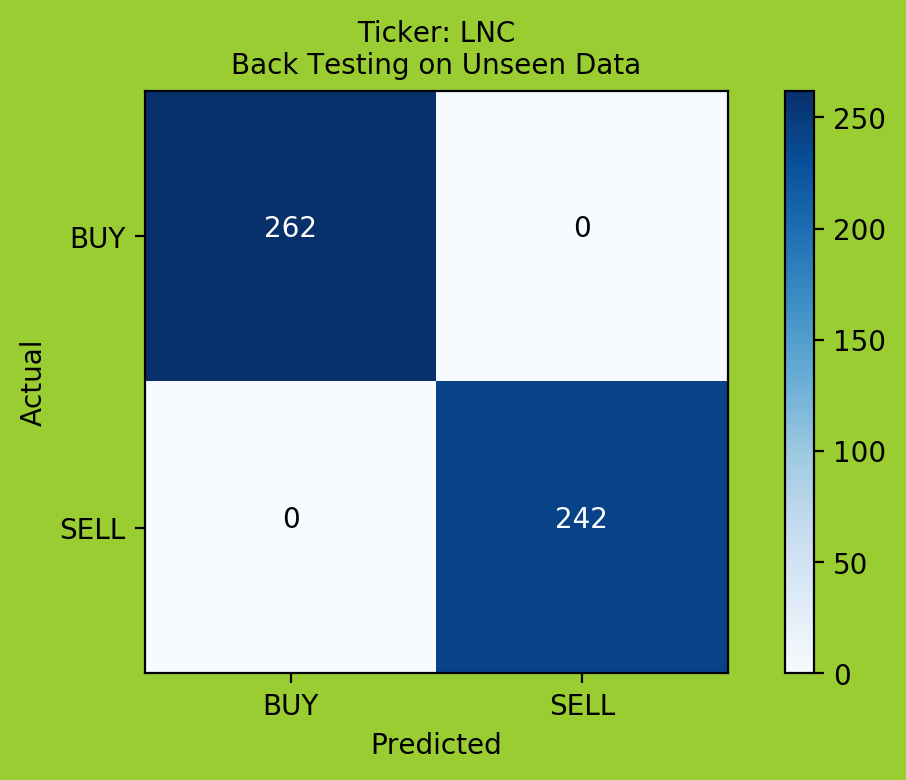 Ticker: LNC
Back Testing on Unseen Data
262
0
BUY
0
242
SELL
BUY
SELL
Actual
Predicted
250
200
150
100
50
0